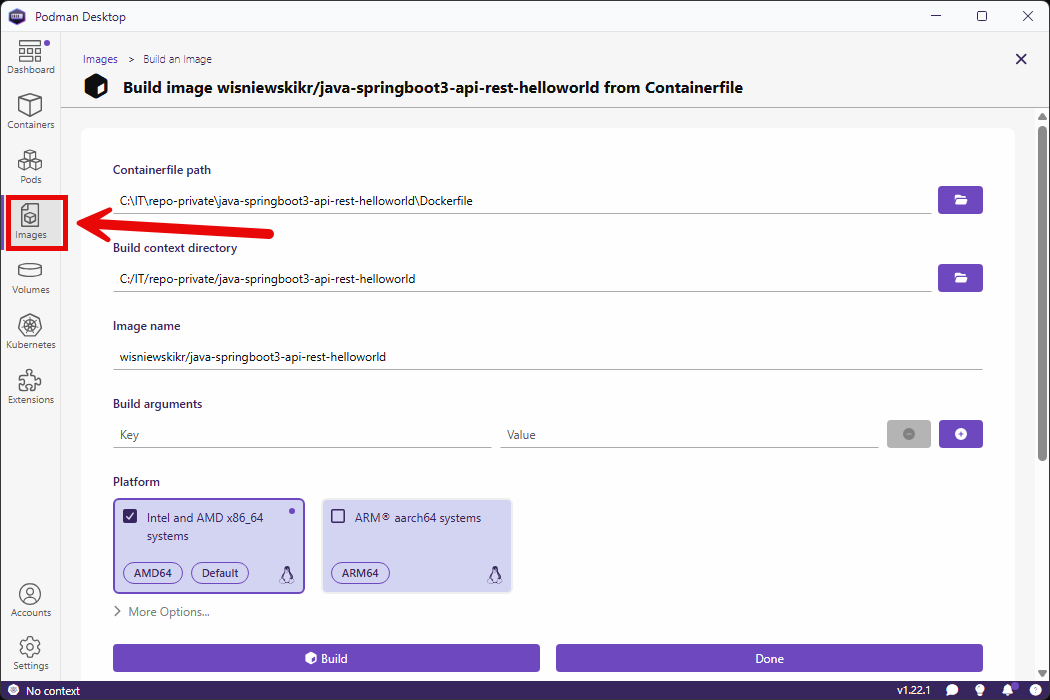 Podman Desktop
Dashboard
Containers
Pods
Images
Volumes
Kubernetes
Extensions
Accounts
Settings
Images > Build an Image
Build image wisniewskikr/java-springboot3-api-rest-helloworld from Containerfile
Containerfile path
C:\IT\repo-private\java-springboot3-api-rest-helloworld\Dockerfile
Build context directory
C:/IT/repo-private/java-springboot3-api-rest-helloworld
Image name
wisniewskikr/java-springboot3-api-rest-helloworld
Build arguments
Key Value
Platform
Intel and AMD x86_64
systems
AMD64 Default
ARM® aarch64 systems
ARM64
More Options...
Build Done
No context v1.22.1